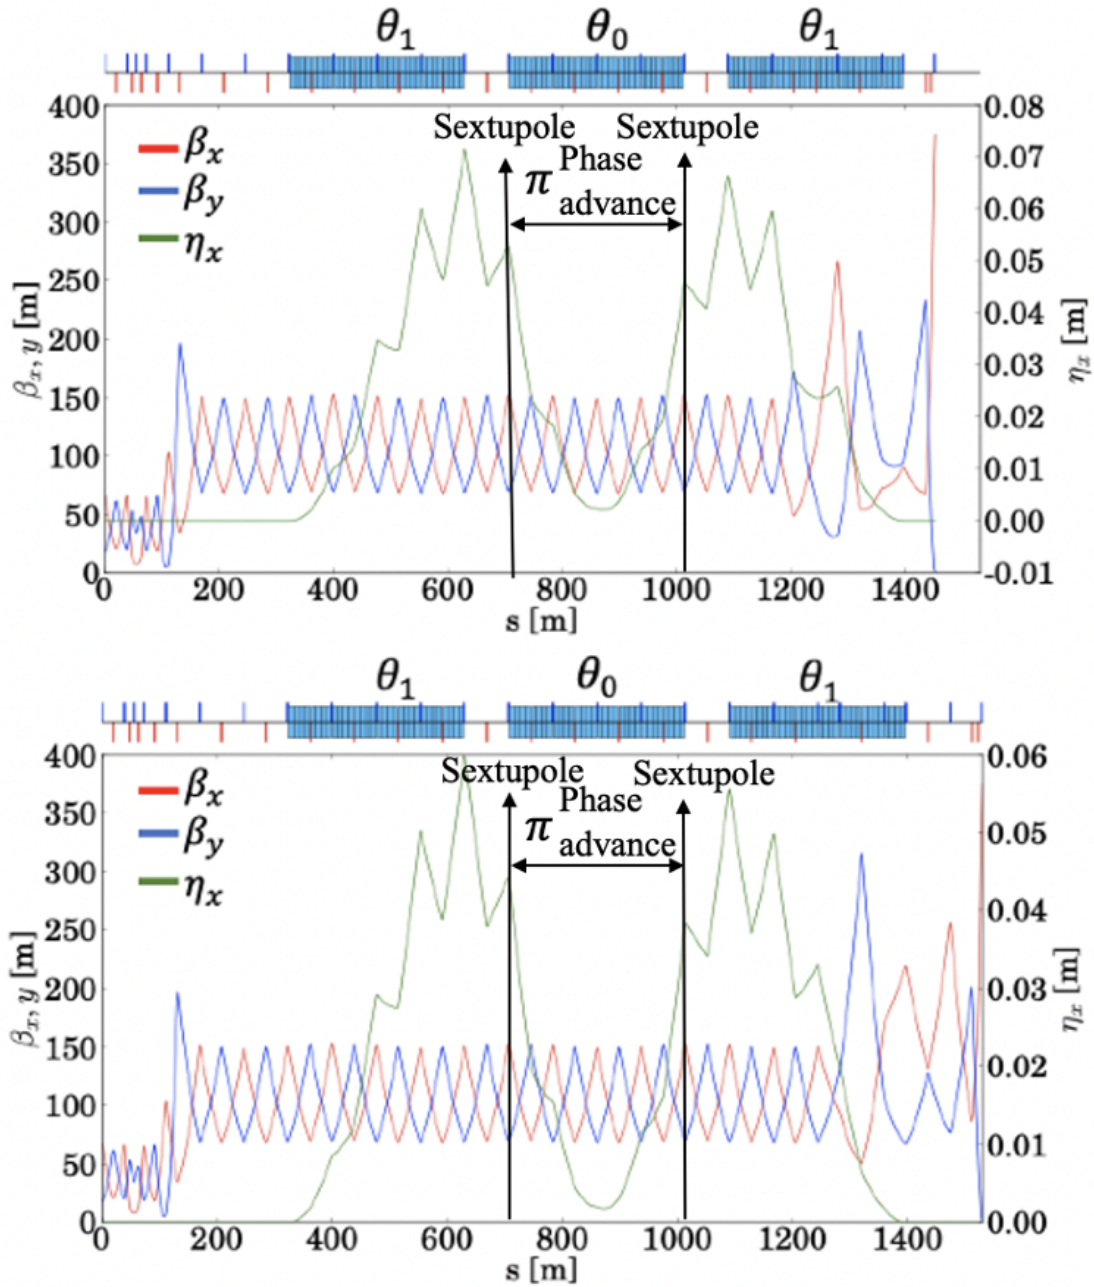 θ₁ θ₀ θ₁
400 0.08
Sextupole Sextupole
βₓ
350 0.07
π Phase advance
β_y
300 0.06
ηₓ
250 0.05
200 0.04
150 0.03
100 0.02
50 0.01
0 0.00
-0.01
βₓ, y [m]
ηₓ [m]
0 200 400 600 800 1000 1200 1400
s [m]
θ₁ θ₀ θ₁
400 0.06
Sextupole Sextupole
βₓ
350
π Phase advance
β_y
300 0.05
ηₓ
250 0.04
200 0.03
150 0.02
100 0.01
50
0 0.00
βₓ, y [m]
ηₓ [m]
0 200 400 600 800 1000 1200 1400
s [m]